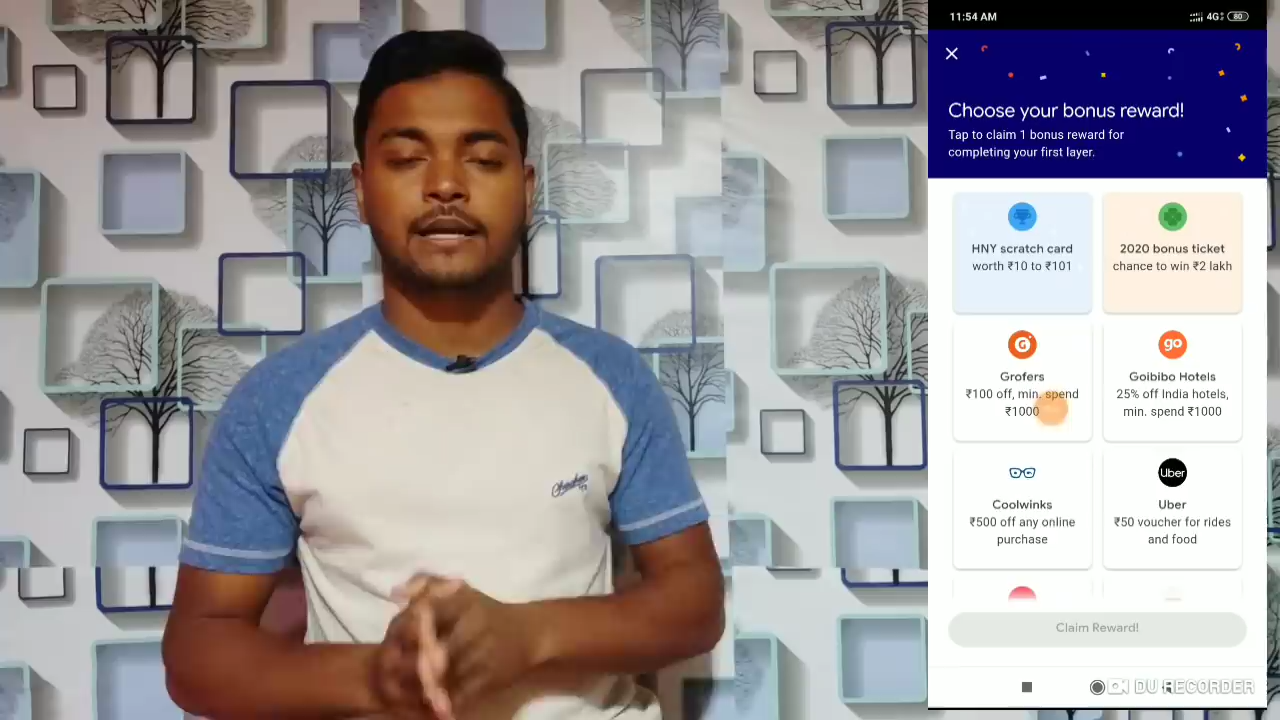 11:54 AM
4G
80
Choose your bonus reward!
Tap to claim 1 bonus reward for
completing your first layer.
HNY scratch card
worth ₹10 to ₹101
2020 bonus ticket
chance to win ₹2 lakh
Grofers
₹100 off, min. spend
₹1000
go
Goibibo Hotels
25% off India hotels,
min. spend ₹1000
Coolwinks
₹500 off any online
purchase
Uber
Uber
₹50 voucher for rides
and food
Claim Reward!
DU RECORDER